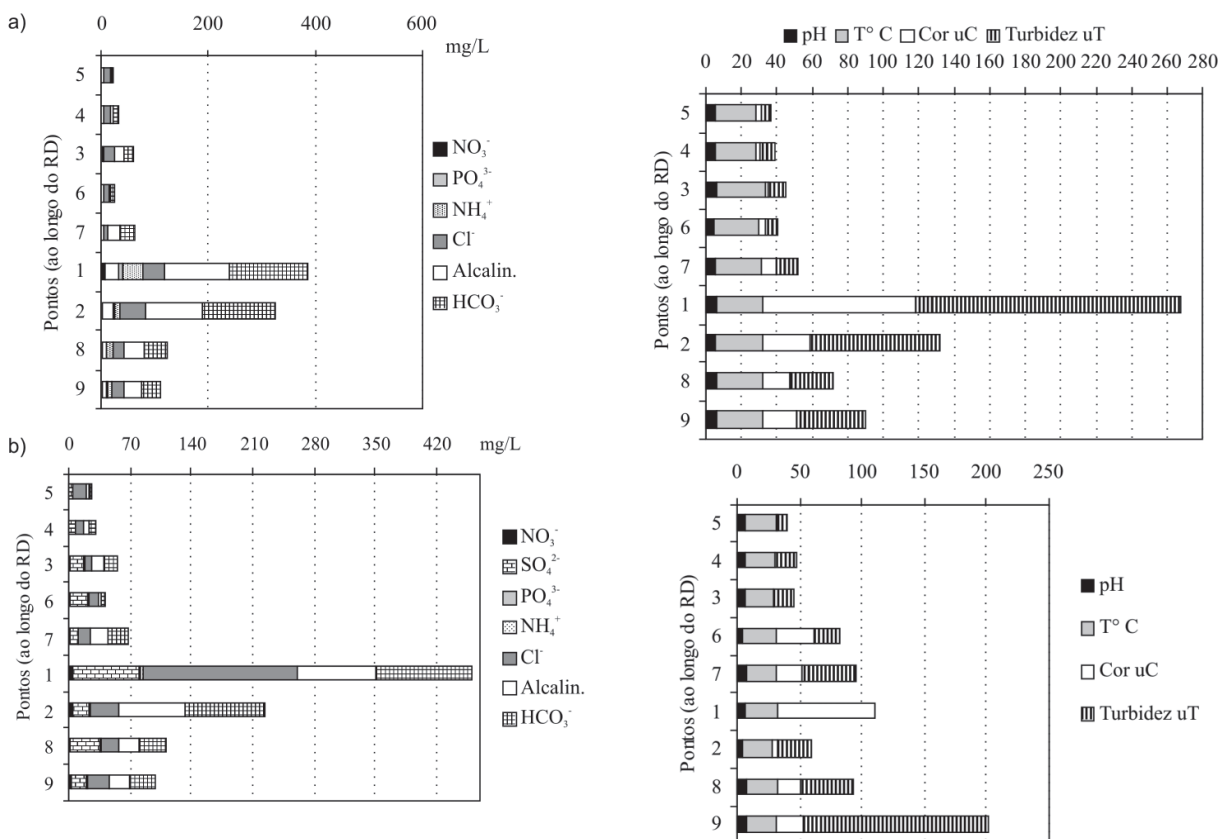 a)
0 200 400 600
mg/L
Pontos (ao longo do RD)
5
4
3
6
7
1
2
8
9
NO₃⁻
PO₄³⁻
NH₄⁺
Cl⁻
Alcalin.
HCO₃⁻
pH T° C Cor uC Turbidez uT
0 20 40 60 80 100 120 140 160 180 200 220 240 260 280
Pontos (ao longo do RD)
5
4
3
6
7
1
2
8
9
b)
0 70 140 210 280 350 420 mg/L
Pontos (ao longo do RD)
5
4
3
6
7
1
2
8
9
NO₃⁻
SO₄²⁻
PO₄³⁻
NH₄⁺
Cl⁻
Alcalin.
HCO₃⁻
0 50 100 150 200 250
Pontos (ao longo do RD)
5
4
3
6
7
1
2
8
9
pH
T° C
Cor uC
Turbidez uT